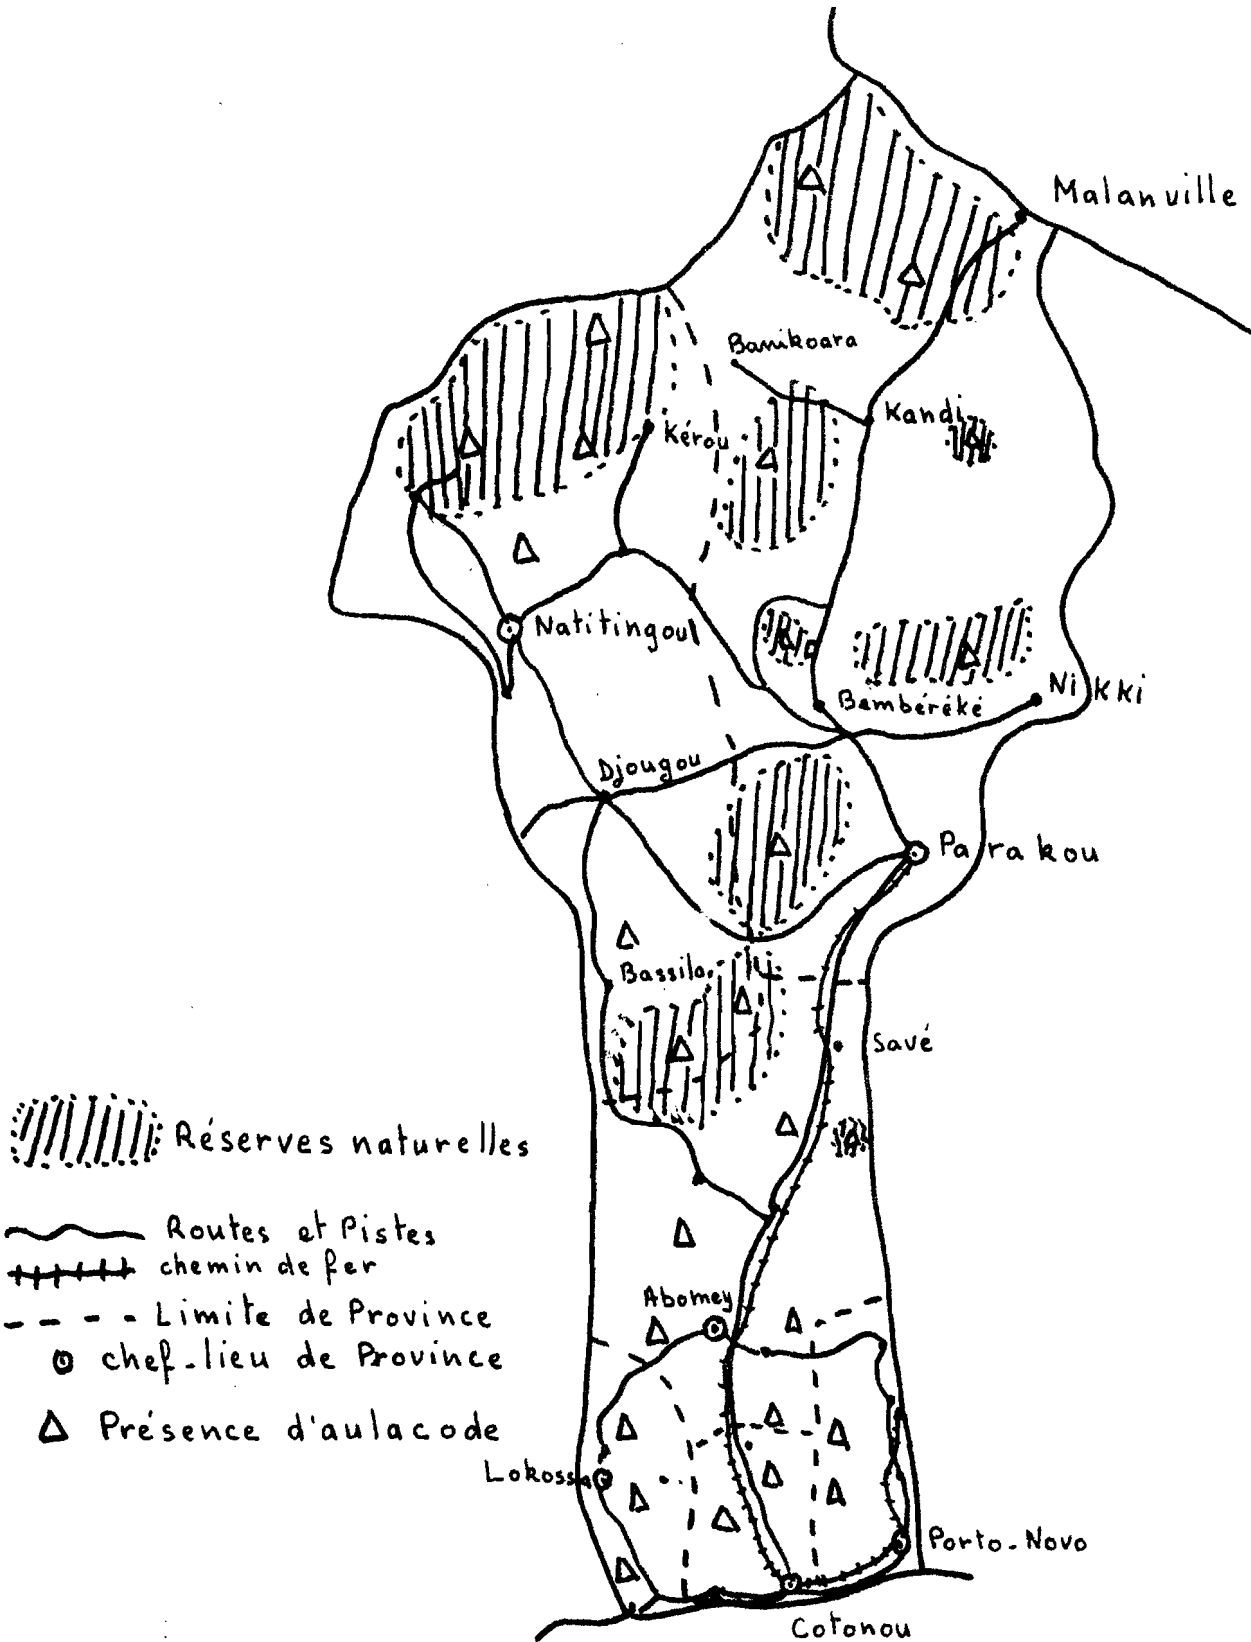 Malanville
Banikoara
Kandi
Kérou
Natitingou
Nikki
Bembéréké
Djougou
Parakou
Bassila
Savé
Réserves naturelles
Routes et Pistes
chemin de fer
Limite de Province
Abomey
chef-lieu de Province
Présence d'aulacode
Lokossa
Porto-Novo
Cotonou